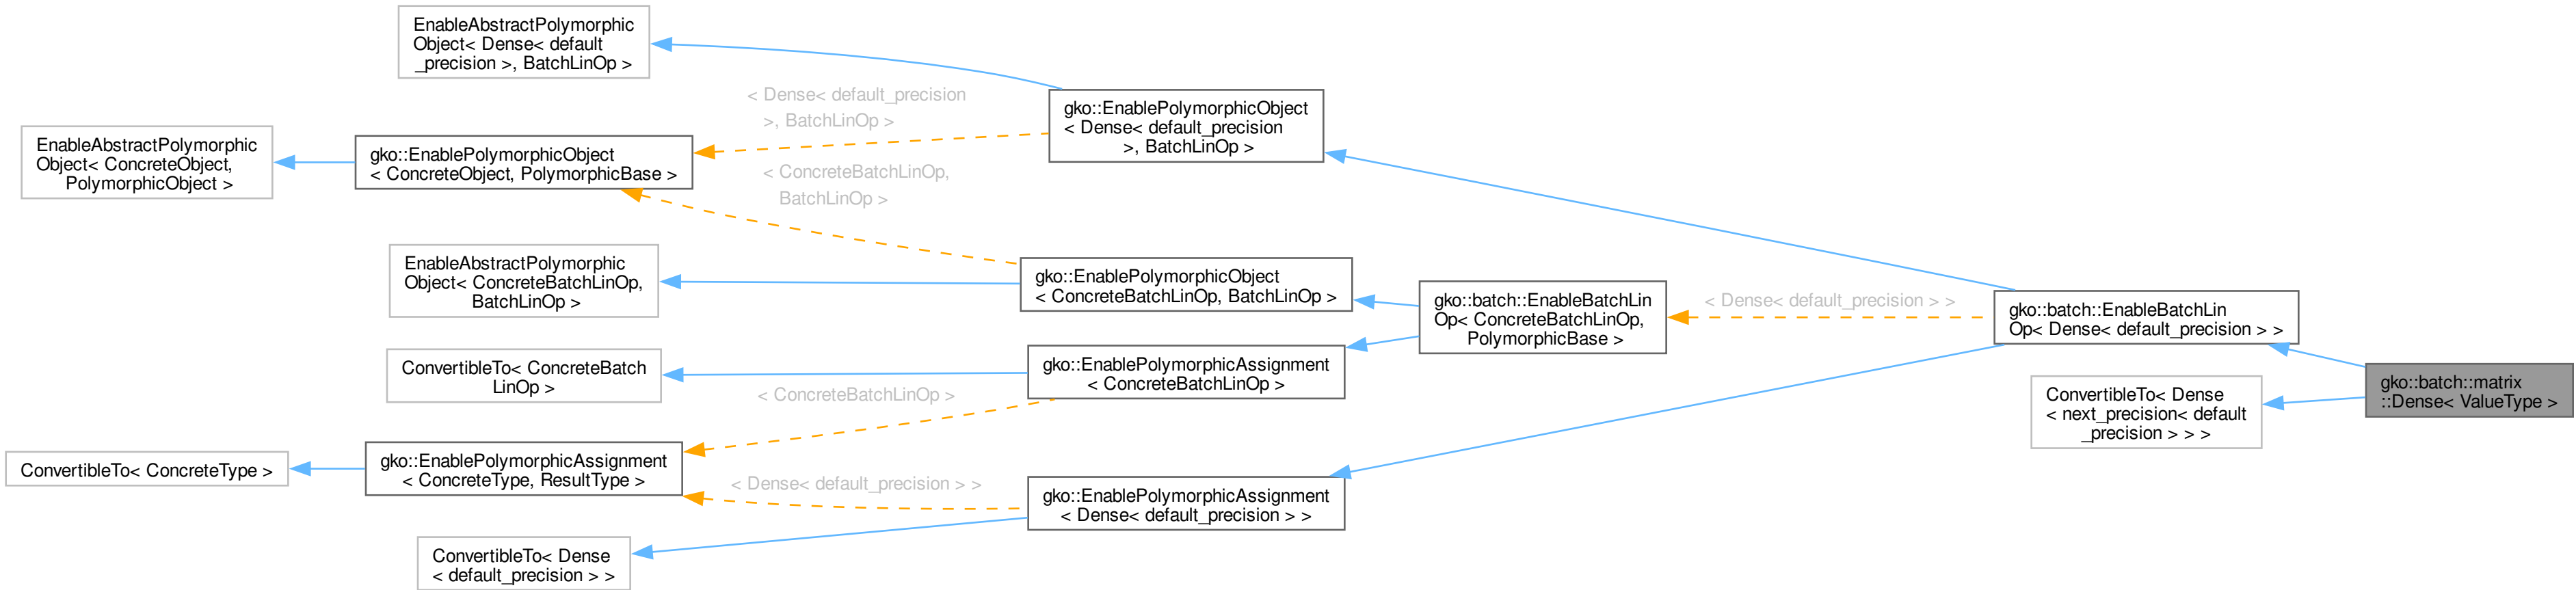 EnableAbstractPolymorphic
Object< Dense< default
_precision >, BatchLinOp >
< Dense< default_precision
>, BatchLinOp >
gko::EnablePolymorphicObject
< Dense< default_precision
>, BatchLinOp >
EnableAbstractPolymorphic
Object< ConcreteObject,
PolymorphicObject >
gko::EnablePolymorphicObject
< ConcreteObject, PolymorphicBase >
< ConcreteBatchLinOp,
BatchLinOp >
EnableAbstractPolymorphic
Object< ConcreteBatchLinOp,
BatchLinOp >
gko::EnablePolymorphicObject
< ConcreteBatchLinOp, BatchLinOp >
gko::batch::EnableBatchLin
Op< ConcreteBatchLinOp,
PolymorphicBase >
< Dense< default_precision > >
gko::batch::EnableBatchLin
Op< Dense< default_precision > >
ConvertibleTo< ConcreteBatch
LinOp >
gko::EnablePolymorphicAssignment
< ConcreteBatchLinOp >
< ConcreteBatchLinOp >
ConvertibleTo< Dense
< next_precision< default
_precision > > >
gko::batch::matrix
::Dense< ValueType >
ConvertibleTo< ConcreteType >
gko::EnablePolymorphicAssignment
< ConcreteType, ResultType >
< Dense< default_precision > >
gko::EnablePolymorphicAssignment
< Dense< default_precision > >
ConvertibleTo< Dense
< default_precision > >